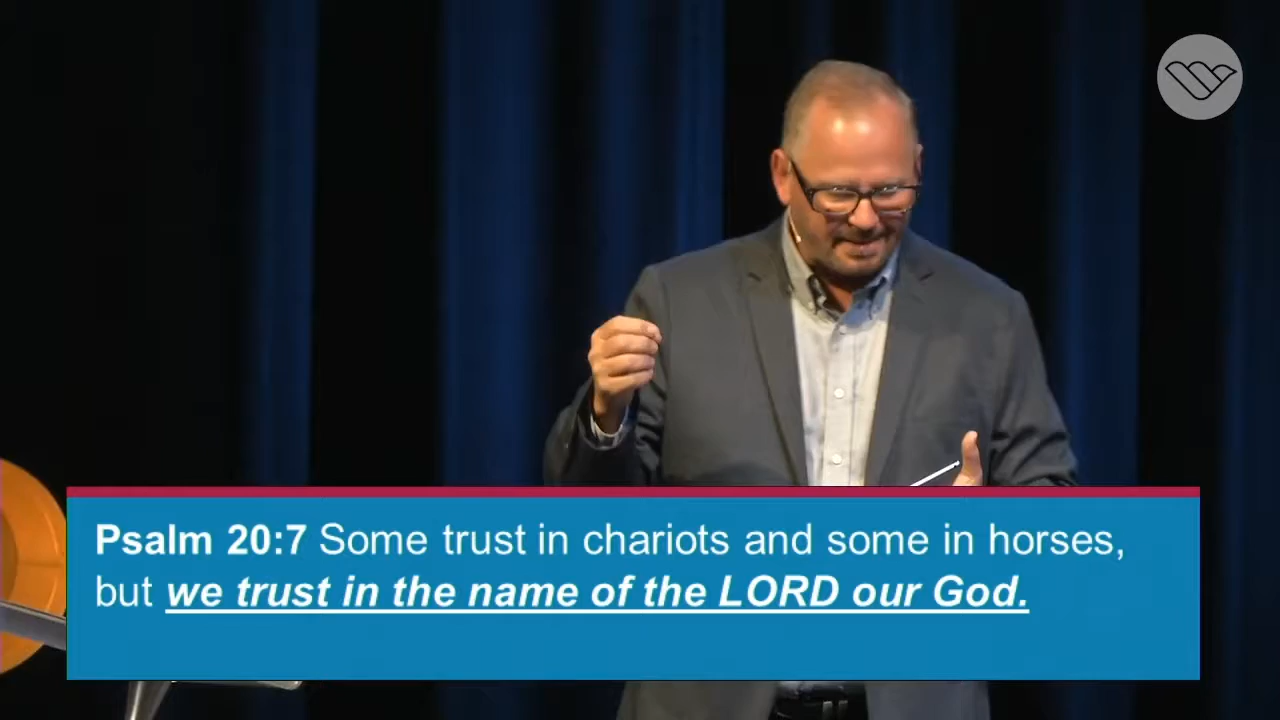 Psalm 20:7 Some trust in chariots and some in horses,
but we trust in the name of the LORD our God.